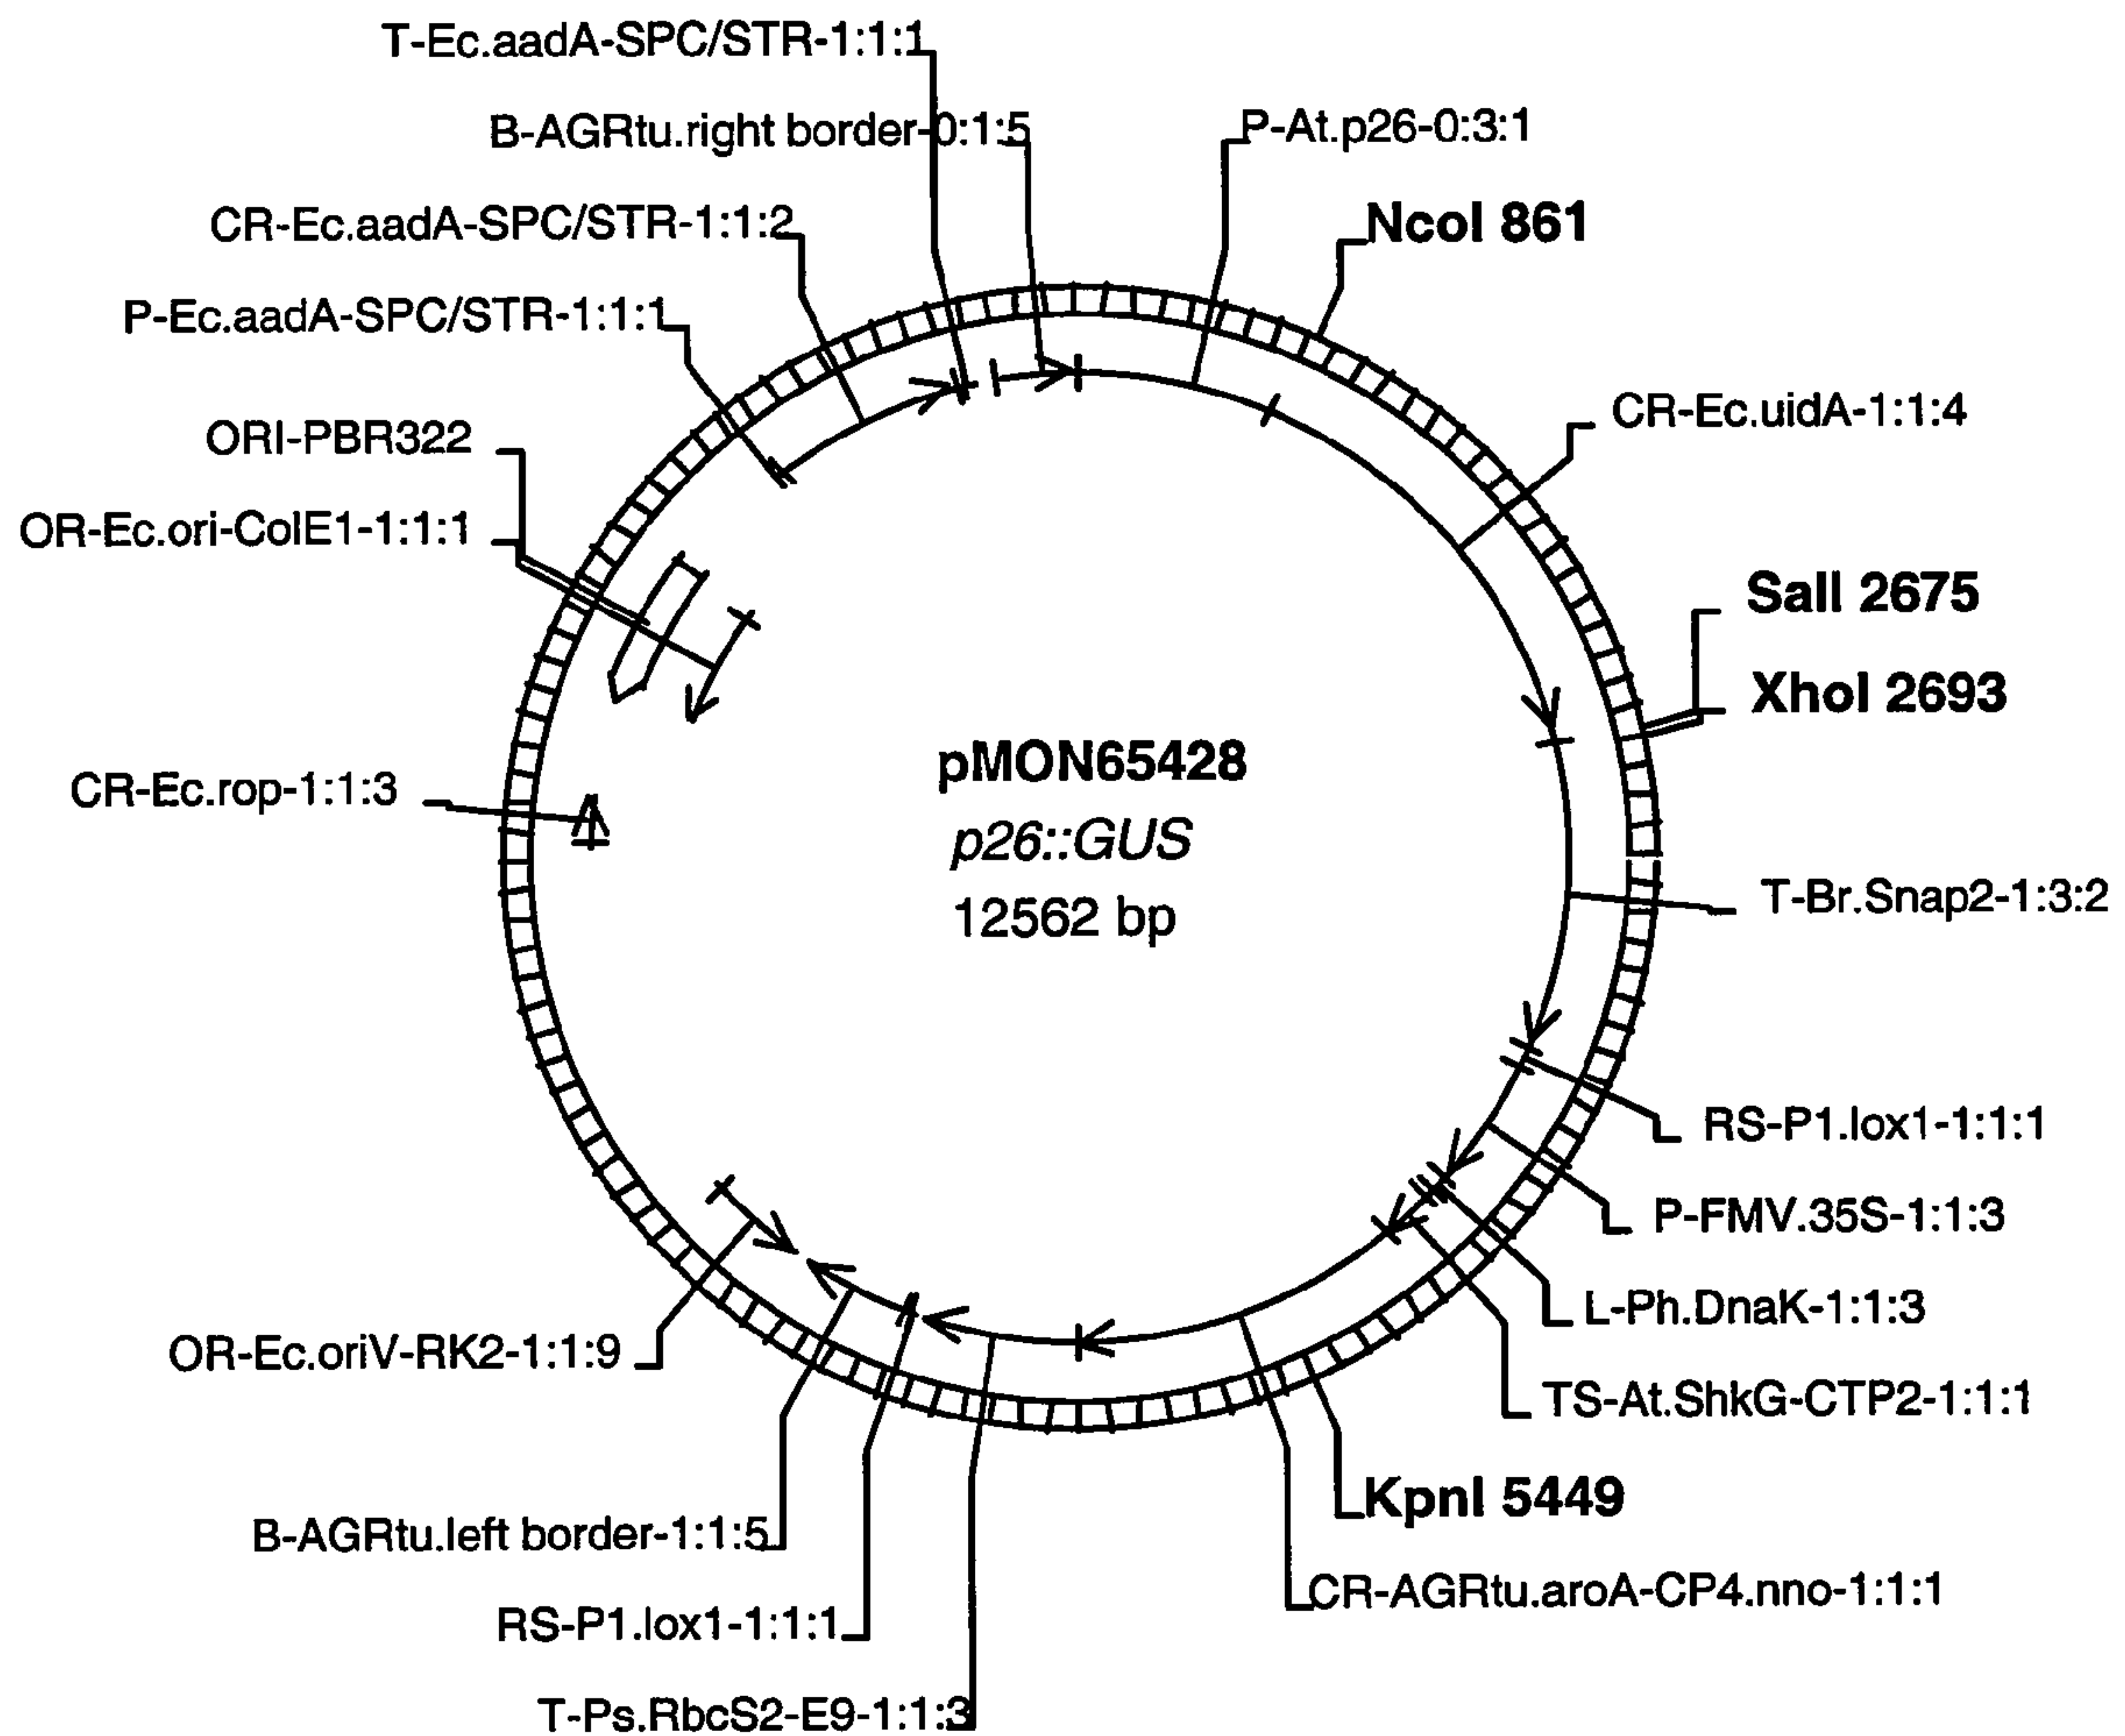 T-Ec.aadA-SPC/STR-1:1:1
B-AGRtu.right border-0:1:5
P-At.p26-0:3:1
CR-Ec.aadA-SPC/STR-1:1:2
NcoI 861
P-Ec.aadA-SPC/STR-1:1:1
CR-Ec.uidA-1:1:4
ORI-PBR322
OR-Ec.ori-ColE1-1:1:1
SalI 2675
XhoI 2693
pMON65428
CR-Ec.rop-1:1:3
p26::GUS
12562 bp
T-Br.Snap2-1:3:2
RS-P1.lox1-1:1:1
P-FMV.35S-1:1:3
L-Ph.DnaK-1:1:3
OR-Ec.oriV-RK2-1:1:9
TS-At.ShkG-CTP2-1:1:1
KpnI 5449
B-AGRtu.left border-1:1:5
CR-AGRtu.aroA-CP4.nno-1:1:1
RS-P1.lox1-1:1:1
T-Ps.RbcS2-E9-1:1:3